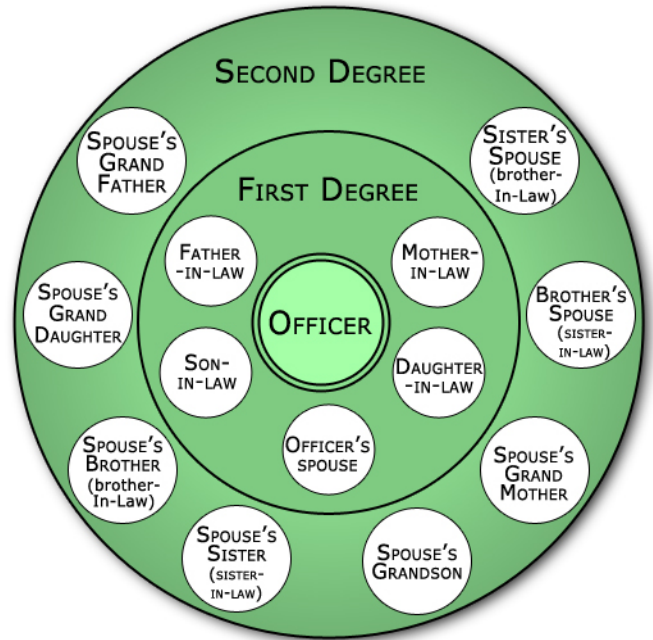 SECOND DEGREE
SPOUSE'S
GRAND
FATHER
SISTER'S
SPOUSE
(brother-
In-Law)
FIRST DEGREE
FATHER
-IN-LAW
MOTHER-
IN-LAW
SPOUSE'S
GRAND
DAUGHTER
OFFICER
BROTHER'S
SPOUSE
(SISTER-
IN-LAW)
SON-
IN-LAW
DAUGHTER
-IN-LAW
OFFICER'S
SPOUSE
SPOUSE'S
BROTHER
(brother-
In-Law)
SPOUSE'S
GRAND
MOTHER
SPOUSE'S
SISTER
(SISTER-
IN-LAW)
SPOUSE'S
GRANDSON